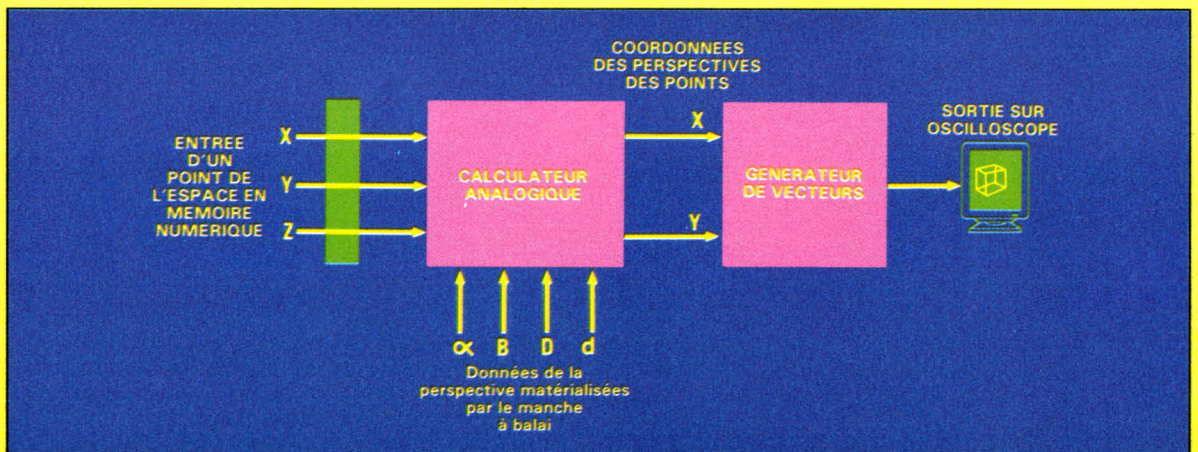 COORDONNEES
DES PERSPECTIVES
DES POINTS
ENTREE
D'UN
POINT DE
L'ESPACE EN
MEMOIRE
NUMERIQUE
X
Y
Z
CALCULATEUR
ANALOGIQUE
X
Y
GENERATEUR
DE VECTEURS
SORTIE SUR
OSCILLOSCOPE
∝ B D d
Données de la
perspective matérialisées
par le manche
à balai